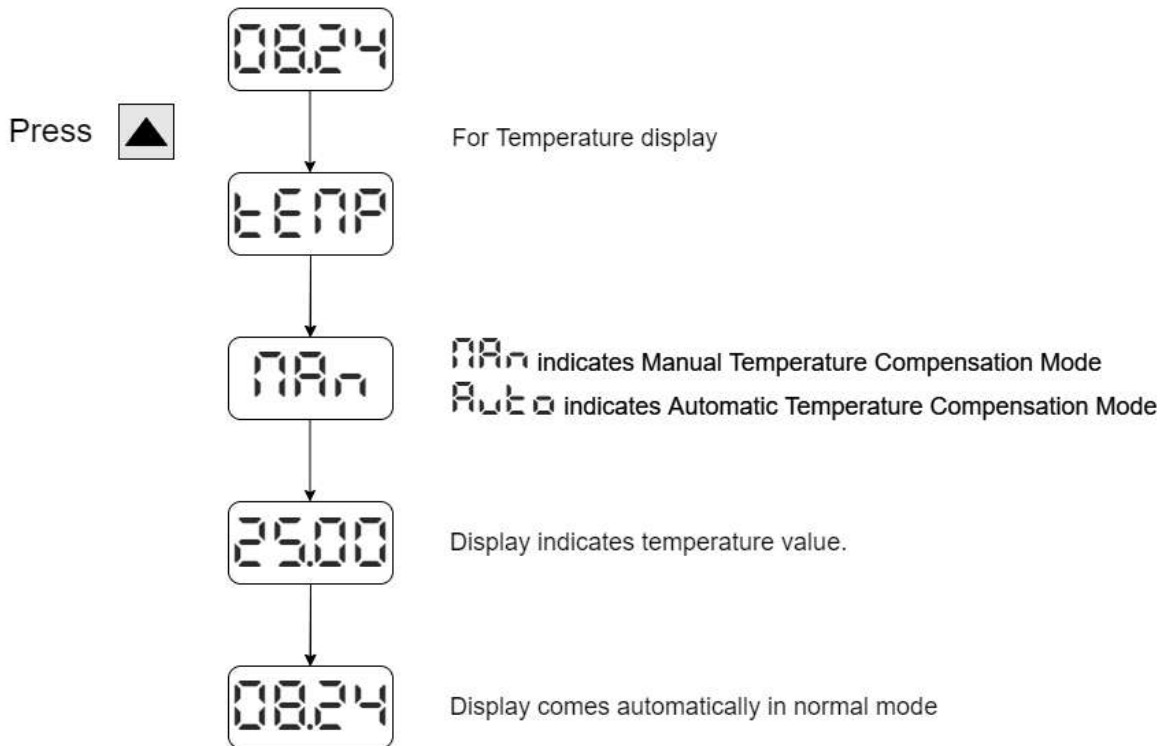 08.24
Press
For Temperature display
tEMP
MAn
MAn indicates Manual Temperature Compensation Mode
Auto indicates Automatic Temperature Compensation Mode
25.00
Display indicates temperature value.
08.24
Display comes automatically in normal mode